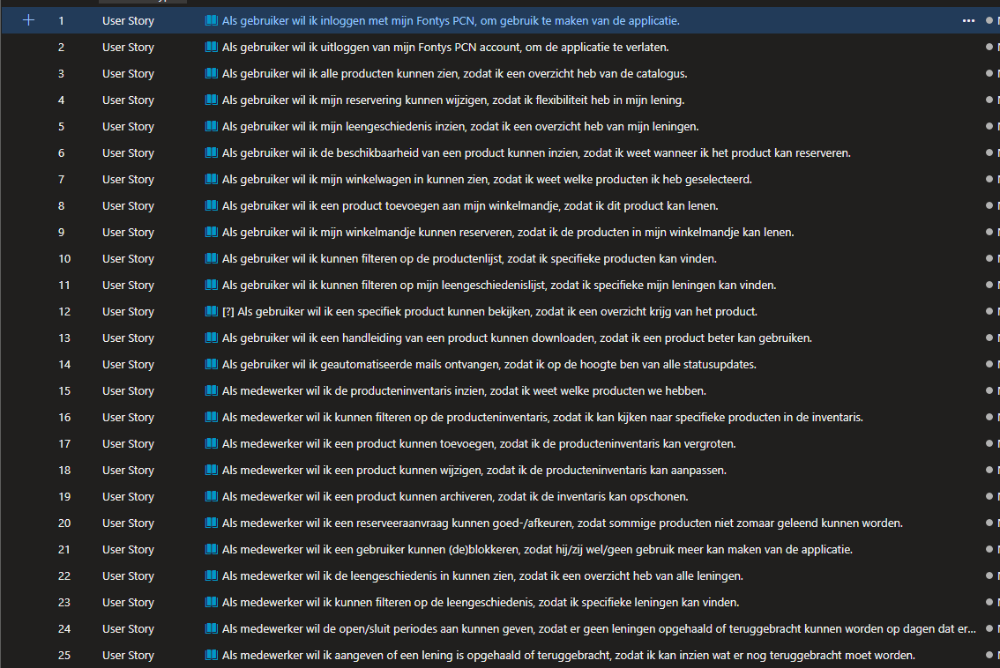 1 User Story Als gebruiker wil ik inloggen met mijn Fontys PCN, om gebruik te maken van de applicatie.
2 User Story Als gebruiker wil ik uitloggen van mijn Fontys PCN account, om de applicatie te verlaten.
3 User Story Als gebruiker wil ik alle producten kunnen zien, zodat ik een overzicht heb van de catalogus.
4 User Story Als gebruiker wil ik mijn reservering kunnen wijzigen, zodat ik flexibiliteit heb in mijn lening.
5 User Story Als gebruiker wil ik mijn leengeschiedenis inzien, zodat ik een overzicht heb van mijn leningen.
6 User Story Als gebruiker wil ik de beschikbaarheid van een product kunnen inzien, zodat ik weet wanneer ik het product kan reserveren.
7 User Story Als gebruiker wil ik mijn winkelwagen in kunnen zien, zodat ik weet welke producten ik heb geselecteerd.
8 User Story Als gebruiker wil ik een product toevoegen aan mijn winkelmandje, zodat ik dit product kan lenen.
9 User Story Als gebruiker wil ik mijn winkelmandje kunnen reserveren, zodat ik de producten in mijn winkelmandje kan lenen.
10 User Story Als gebruiker wil ik kunnen filteren op de productenlijst, zodat ik specifieke producten kan vinden.
11 User Story Als gebruiker wil ik kunnen filteren op mijn leengeschiedenislijst, zodat ik specifieke mijn leningen kan vinden.
12 User Story [?] Als gebruiker wil ik een specifiek product kunnen bekijken, zodat ik een overzicht krijg van het product.
13 User Story Als gebruiker wil ik een handleiding van een product kunnen downloaden, zodat ik een product beter kan gebruiken.
14 User Story Als gebruiker wil ik geautomatiseerde mails ontvangen, zodat ik op de hoogte ben van alle statusupdates.
15 User Story Als medewerker wil ik de producteninventaris inzien, zodat ik weet welke producten we hebben.
16 User Story Als medewerker wil ik kunnen filteren op de producteninventaris, zodat ik kan kijken naar specifieke producten in de inventaris.
17 User Story Als medewerker wil ik een product kunnen toevoegen, zodat ik de producteninventaris kan vergroten.
18 User Story Als medewerker wil ik een product kunnen wijzigen, zodat ik de producteninventaris kan aanpassen.
19 User Story Als medewerker wil ik een product kunnen archiveren, zodat ik de inventaris kan opschonen.
20 User Story Als medewerker wil ik een reserveeraanvraag kunnen goed-/afkeuren, zodat sommige producten niet zomaar geleend kunnen worden.
21 User Story Als medewerker wil ik een gebruiker kunnen (de)blokkeren, zodat hij/zij wel/geen gebruik meer kan maken van de applicatie.
22 User Story Als medewerker wil ik de leengeschiedenis in kunnen zien, zodat ik een overzicht heb van alle leningen.
23 User Story Als medewerker wil ik kunnen filteren op de leengeschiedenis, zodat ik specifieke leningen kan vinden.
24 User Story Als medewerker wil de open/sluit periodes aan kunnen geven, zodat er geen leningen opgehaald of teruggebracht kunnen worden op dagen dat er...
25 User Story Als medewerker wil ik aangeven of een lening is opgehaald of teruggebracht, zodat ik kan inzien wat er nog teruggebracht moet worden.